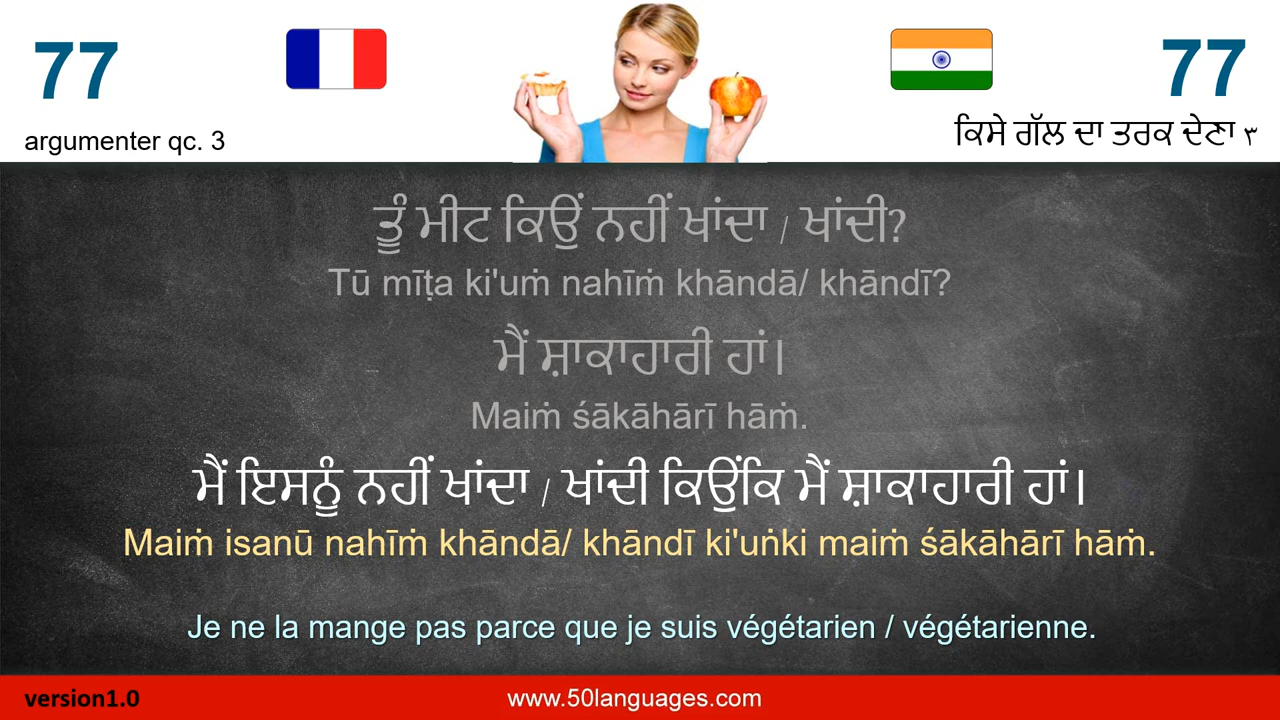 77
77
argumenter qc. 3
ਕਿਸੇ ਗੱਲ ਦਾ ਤਰਕ ਦੇਣਾ ੩
ਤੂੰ ਮੀਟ ਕਿਉਂ ਨਹੀਂ ਖਾਂਦਾ / ਖਾਂਦੀ?
Tū mīṭa ki'uṁ nahīṁ khāndā/ khāndī?
ਮੈਂ ਸ਼ਾਕਾਹਾਰੀ ਹਾਂ।
Maiṁ śākāhārī hāṁ.
ਮੈਂ ਇਸਨੂੰ ਨਹੀਂ ਖਾਂਦਾ / ਖਾਂਦੀ ਕਿਉਂਕਿ ਮੈਂ ਸ਼ਾਕਾਹਾਰੀ ਹਾਂ।
Maiṁ isanū nahīṁ khāndā/ khāndī ki'uṅki maiṁ śākāhārī hāṁ.
Je ne la mange pas parce que je suis végétarien / végétarienne.
version1.0
www.50languages.com